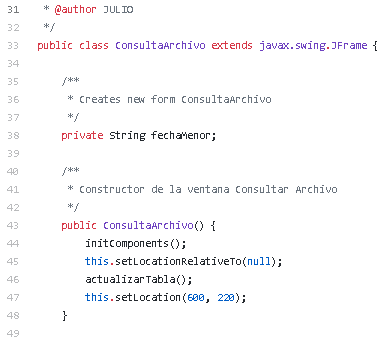 31 * @author JULIO
32 */
33 public class ConsultaArchivo extends javax.swing.JFrame {
34
35 /**
36 * Creates new form ConsultaArchivo
37 */
38 private String fechaMenor;
39
40 /**
41 * Constructor de la ventana Consultar Archivo
42 */
43 public ConsultaArchivo() {
44 initComponents();
45 this.setLocationRelativeTo(null);
46 actualizarTabla();
47 this.setLocation(600, 220);
48 }
49